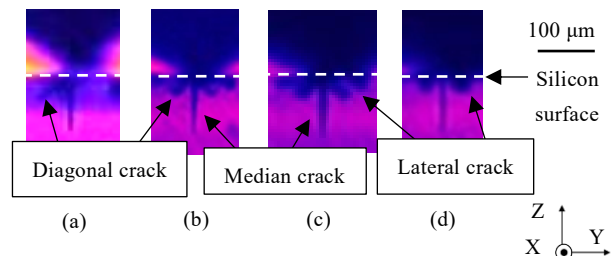 100 μm
Silicon
surface
Diagonal crack
Median crack
Lateral crack
(a)
(b)
(c)
(d)
Z
X
Y